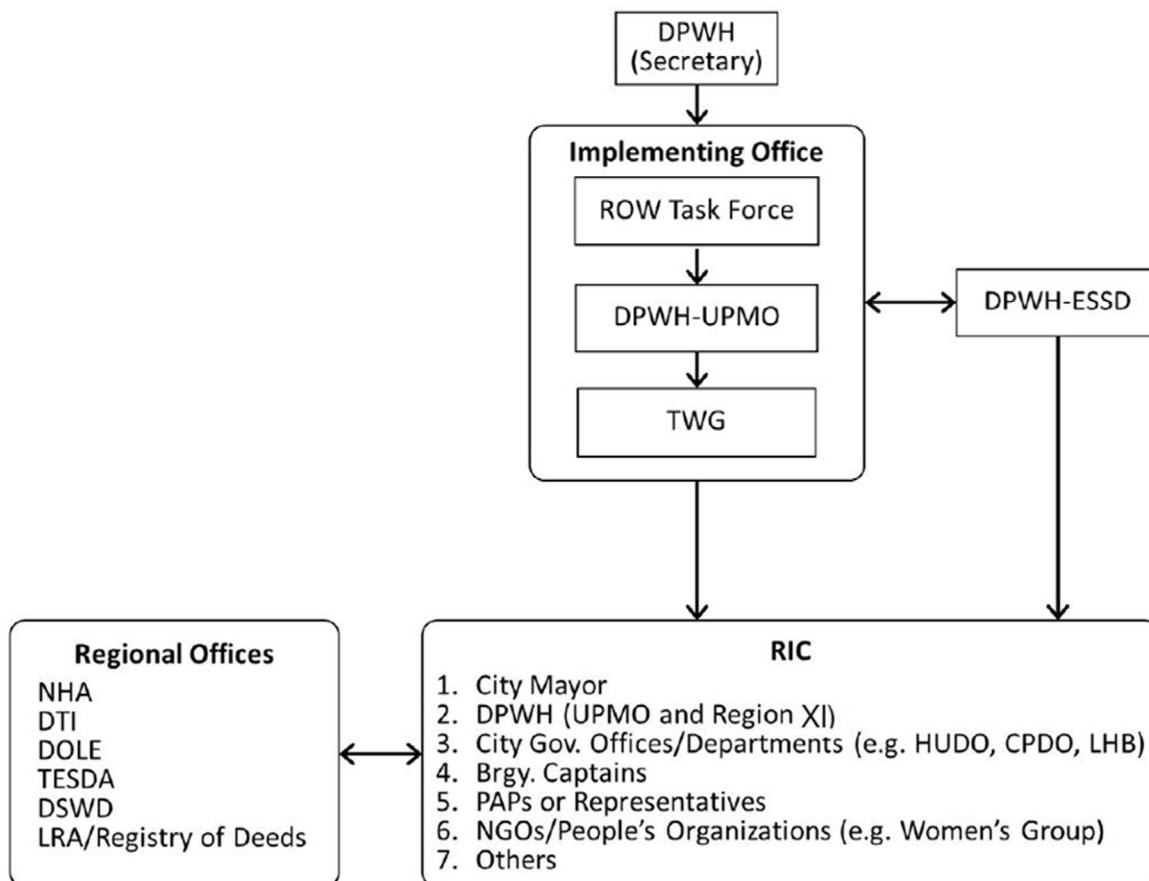 DPWH
(Secretary)
Implementing Office
ROW Task Force
DPWH-UPMO
DPWH-ESSD
TWG
Regional Offices
NHA
DTI
DOLE
TESDA
DSWD
LRA/Registry of Deeds
RIC
1. City Mayor
2. DPWH (UPMO and Region XI)
3. City Gov. Offices/Departments (e.g. HUDO, CPDO, LHB)
4. Brgy. Captains
5. PAPs or Representatives
6. NGOs/People’s Organizations (e.g. Women’s Group)
7. Others